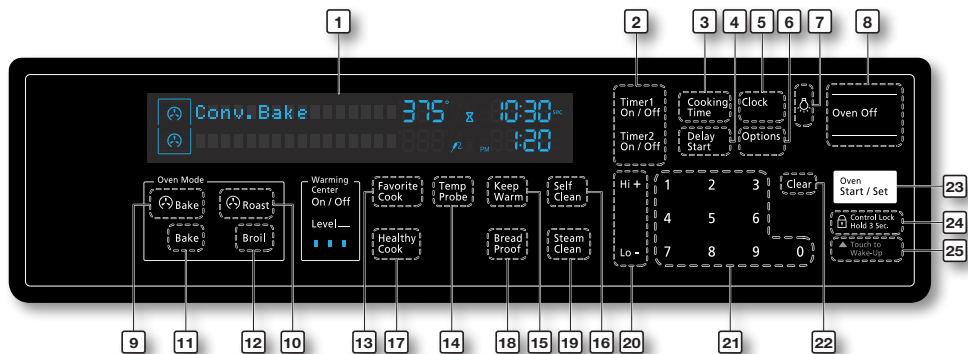 1
2
3
4
5
6
7
8
Conv.Bake 375° 10:30 SEC
PM 1:20
Timer1
On / Off
Timer2
On / Off
Cooking
Time
Delay
Start
Clock
Options
Oven Off
Oven Mode
Bake
Roast
Bake
Broil
Warming
Center
On / Off
Level
Favorite
Cook
Temp
Probe
Keep
Warm
Self
Clean
Healthy
Cook
Bread
Proof
Steam
Clean
Hi +
Lo -
1 2 3
4 5 6
7 8 9 0
Clear
Oven
Start / Set
Control Lock
Hold 3 Sec.
Touch to
Wake-Up
23
24
25
9
11
12
10
13
17
14
18
15
19
16
20
21
22